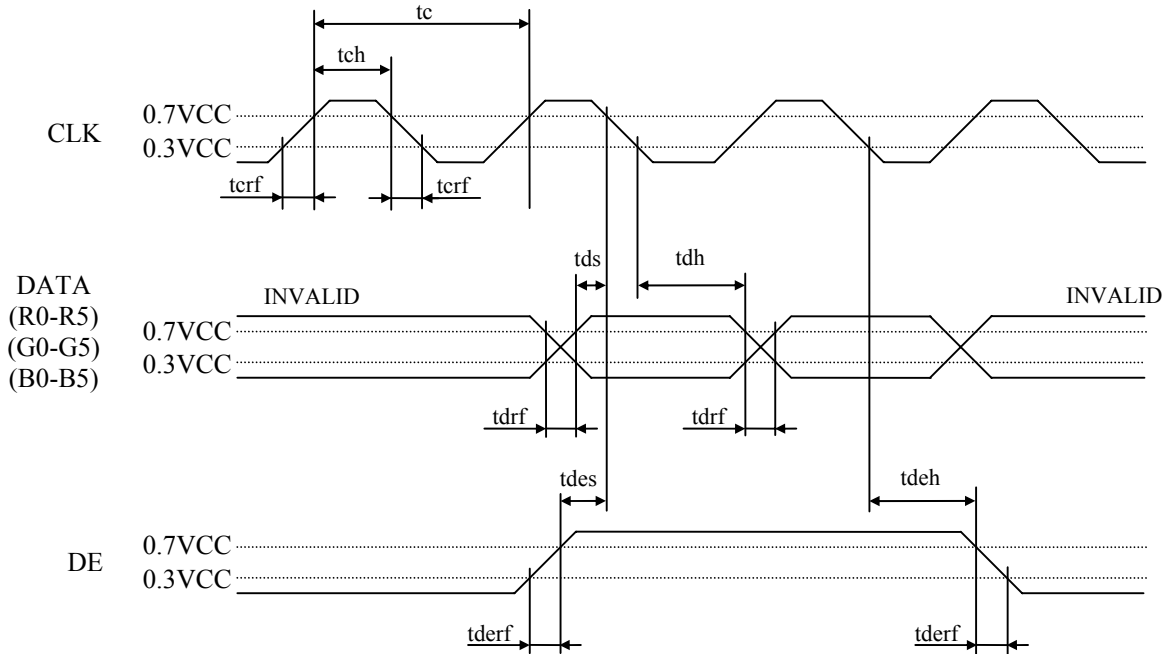 tc
tch
0.7VCC
CLK
0.3VCC
tcrf
tcrf
tds
tdh
DATA
(R0-R5)
(G0-G5)
(B0-B5)
INVALID
INVALID
0.7VCC
0.3VCC
tdrf
tdrf
tdes
tdeh
0.7VCC
DE
0.3VCC
tderf
tderf